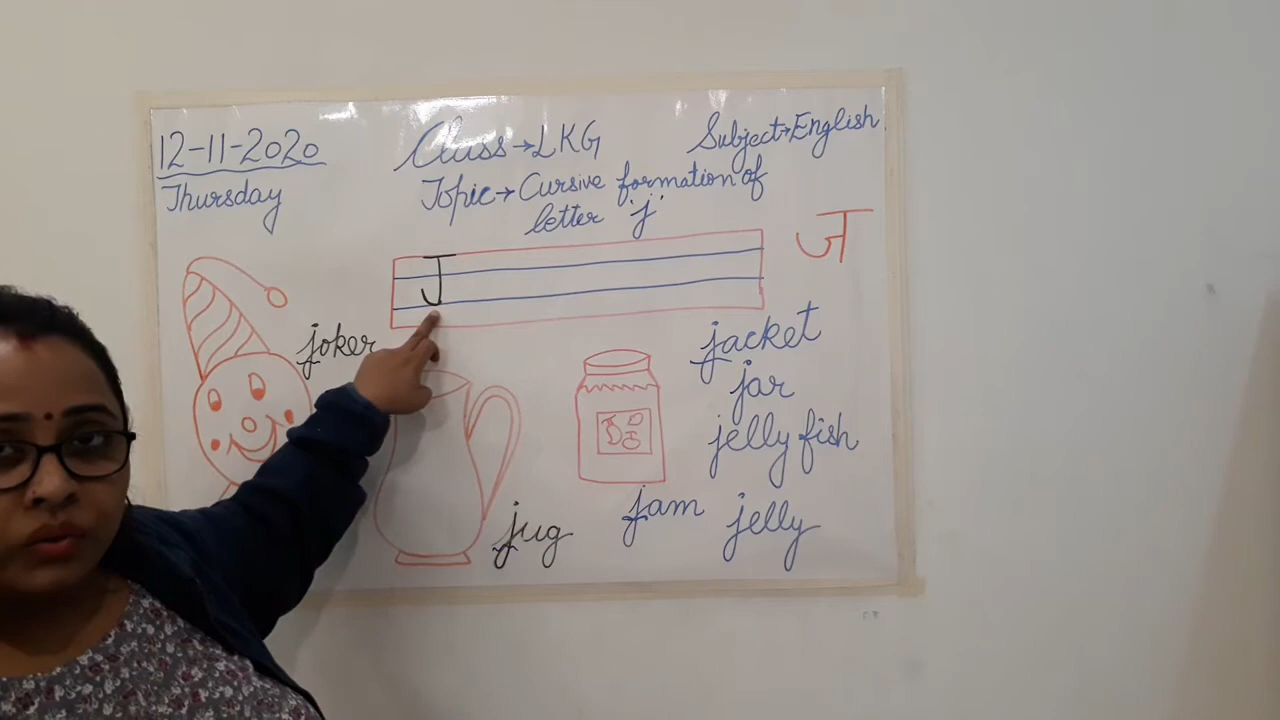 12-11-2020
Thursday
Class→LKG
Subject→English
Topic→Cursive formation of
letter 'j'
J
ज
joker
jug
jam
jacket
jar
jelly fish
jelly